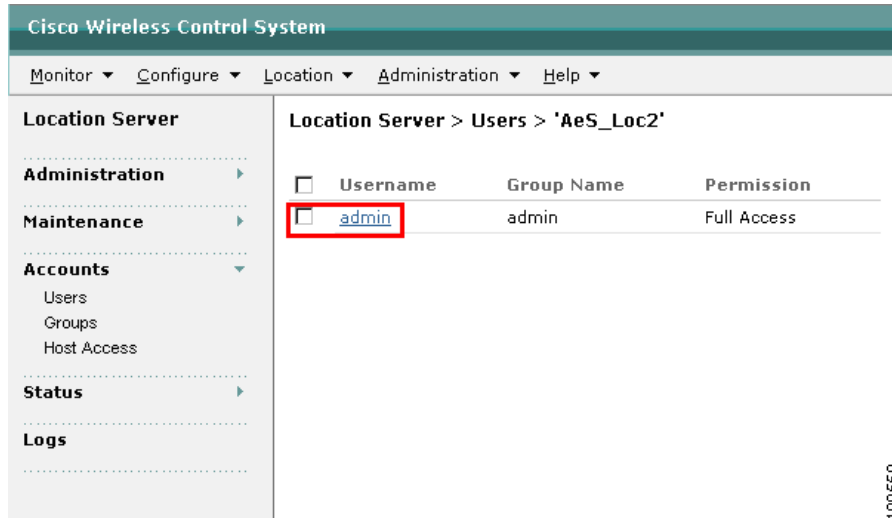 Cisco Wireless Control System
Monitor Configure Location Administration Help
Location Server
Administration
Maintenance
Accounts
Users
Groups
Host Access
Status
Logs
Location Server > Users > 'AeS_Loc2'
Username Group Name Permission
admin admin Full Access